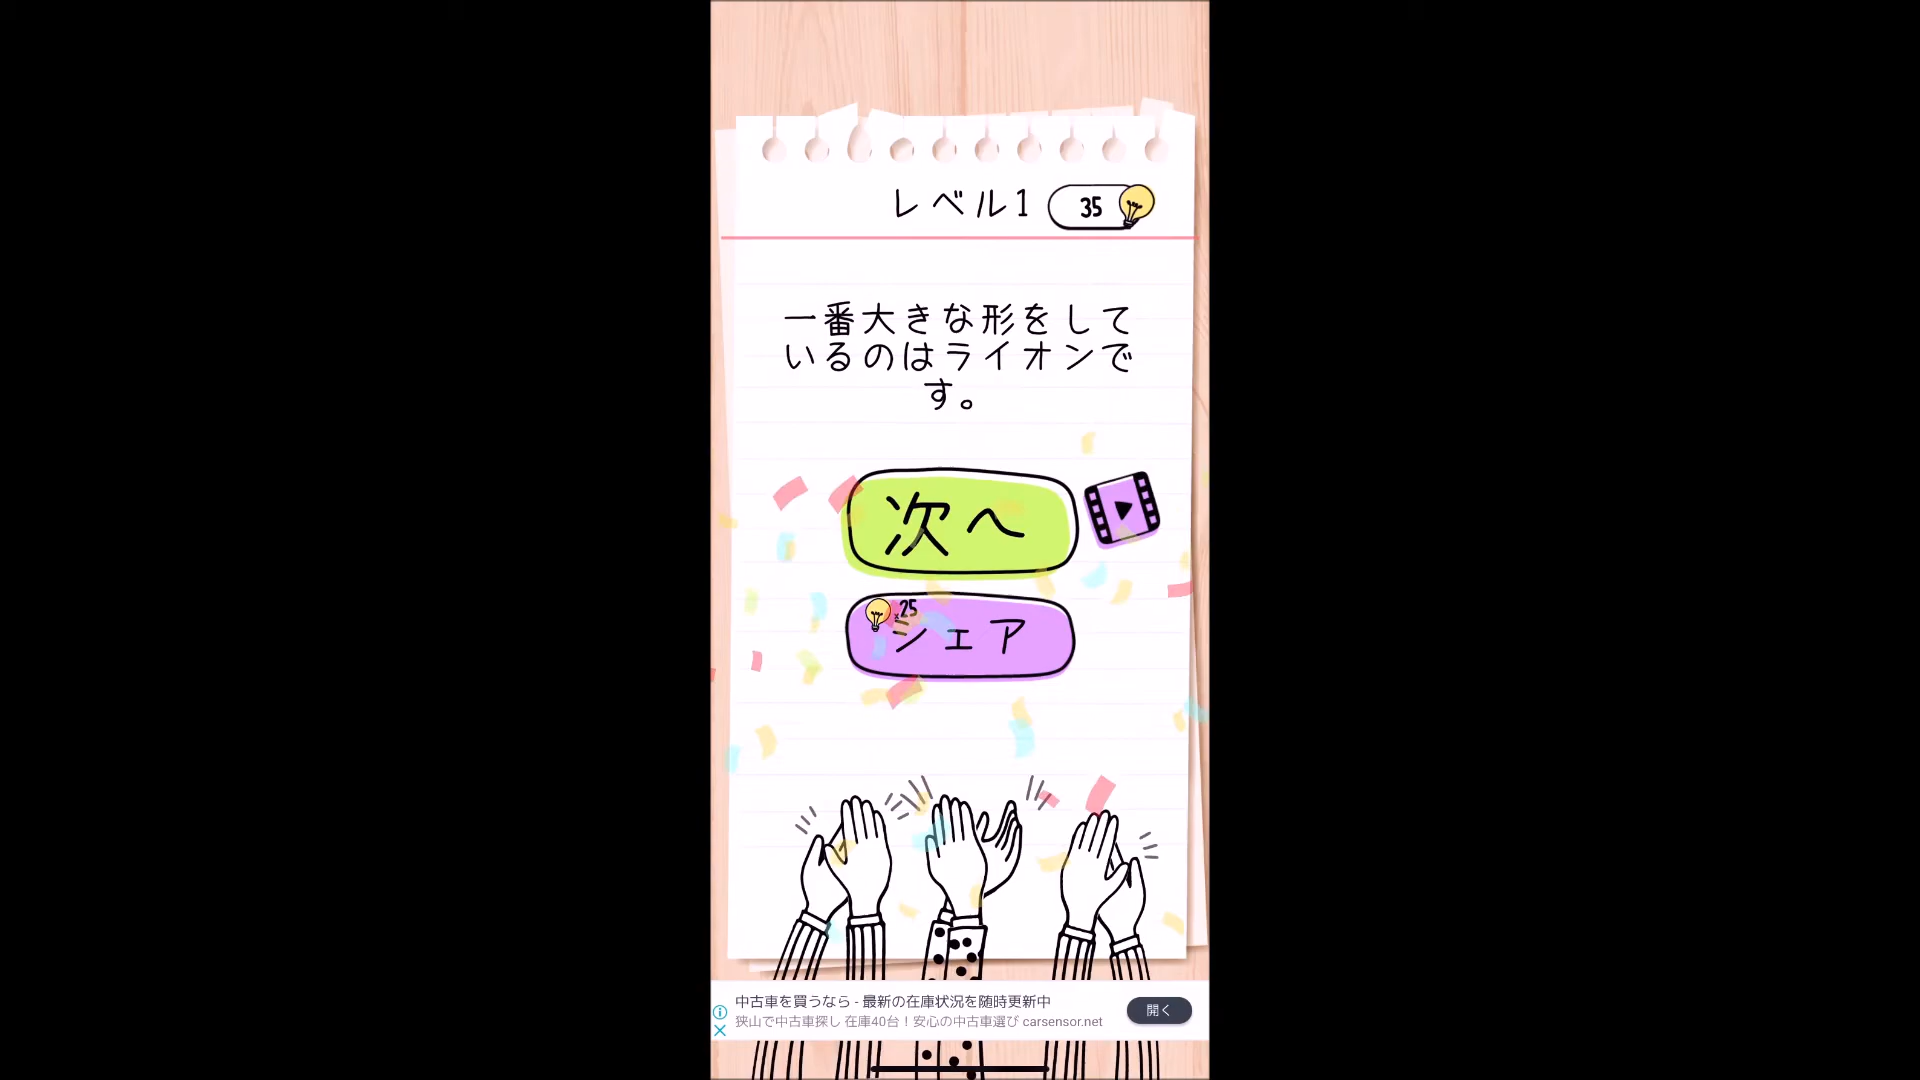 レベル1
35
一番大きな形をして
いるのはライオンで
す。
次へ
x25
シェア
中古車を買うなら - 最新の在庫状況を随時更新中
狭山で中古車探し 在庫40台！安心の中古車選び carsensor.net
開く